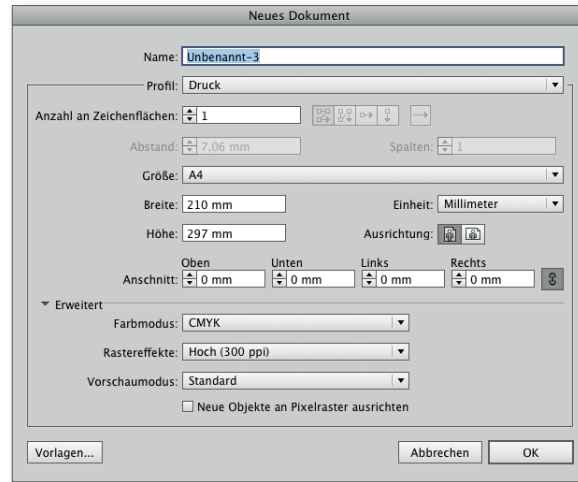 Neues Dokument
Name: Unbenannt-3
Profil: Druck
Anzahl an Zeichenflächen: 1
Abstand: 7,06 mm Spalten: 1
Größe: A4
Breite: 210 mm Einheit: Millimeter
Höhe: 297 mm Ausrichtung:
Oben Unten Links Rechts
Anschnitt: 0 mm 0 mm 0 mm 0 mm
Erweitert
Farbmodus: CMYK
Rastereffekte: Hoch (300 ppi)
Vorschaumodus: Standard
Neue Objekte an Pixelraster ausrichten
Vorlagen... Abbrechen OK